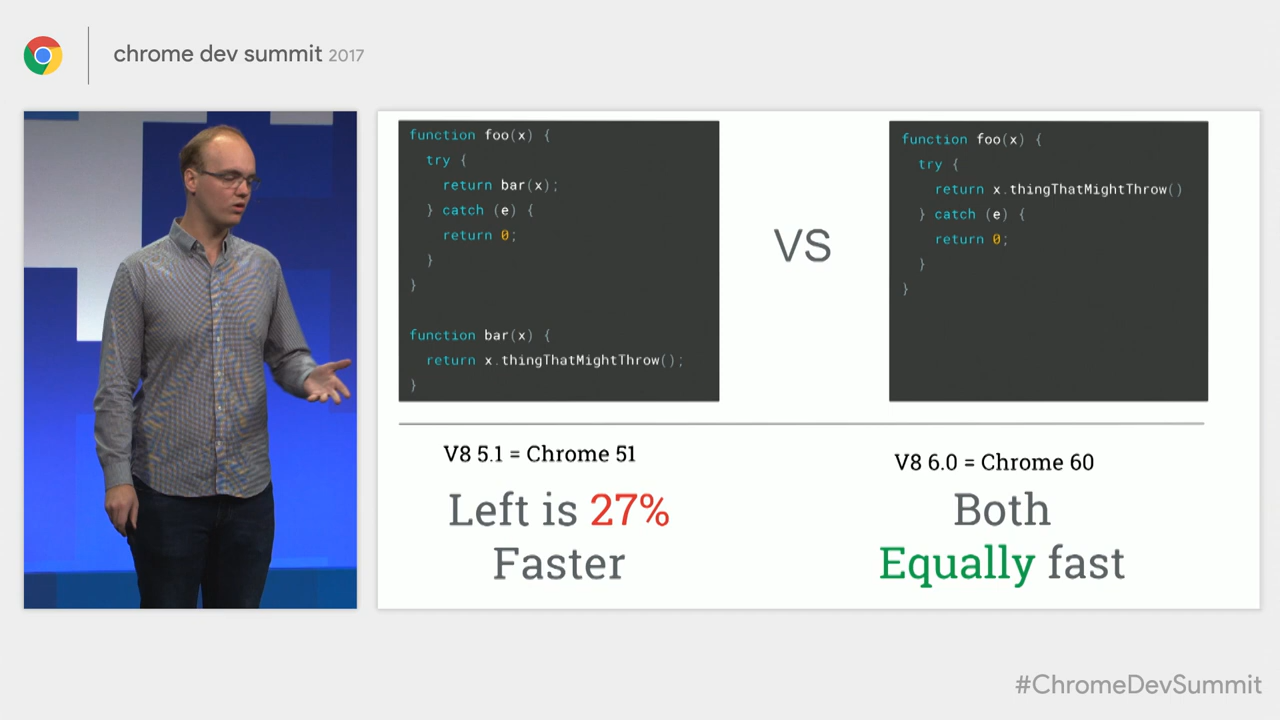 chrome dev summit 2017
function foo(x) {
try {
return bar(x);
} catch (e) {
return 0;
}
}
function bar(x) {
return x.thingThatMightThrow();
}
VS
function foo(x) {
try {
return x.thingThatMightThrow()
} catch (e) {
return 0;
}
}
V8 5.1 = Chrome 51
Left is 27%
Faster
V8 6.0 = Chrome 60
Both
Equally fast
#ChromeDevSummit